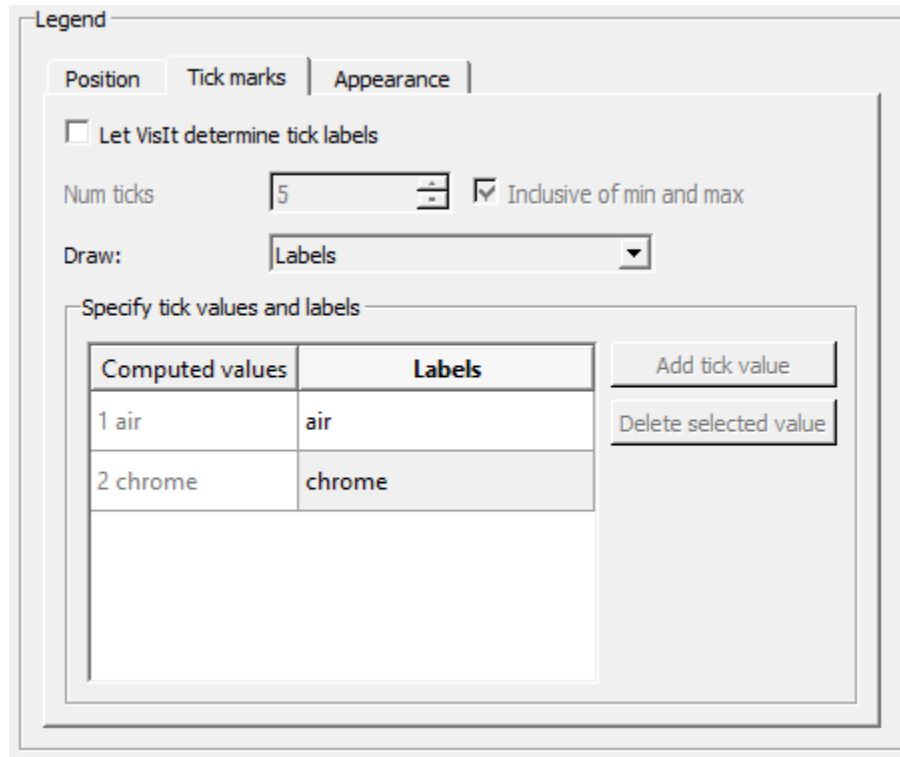 Legend
Position Tick marks Appearance
Let VisIt determine tick labels
Num ticks 5 Inclusive of min and max
Draw: Labels
Specify tick values and labels
Computed values Labels
1 air air
2 chrome chrome
Add tick value
Delete selected value